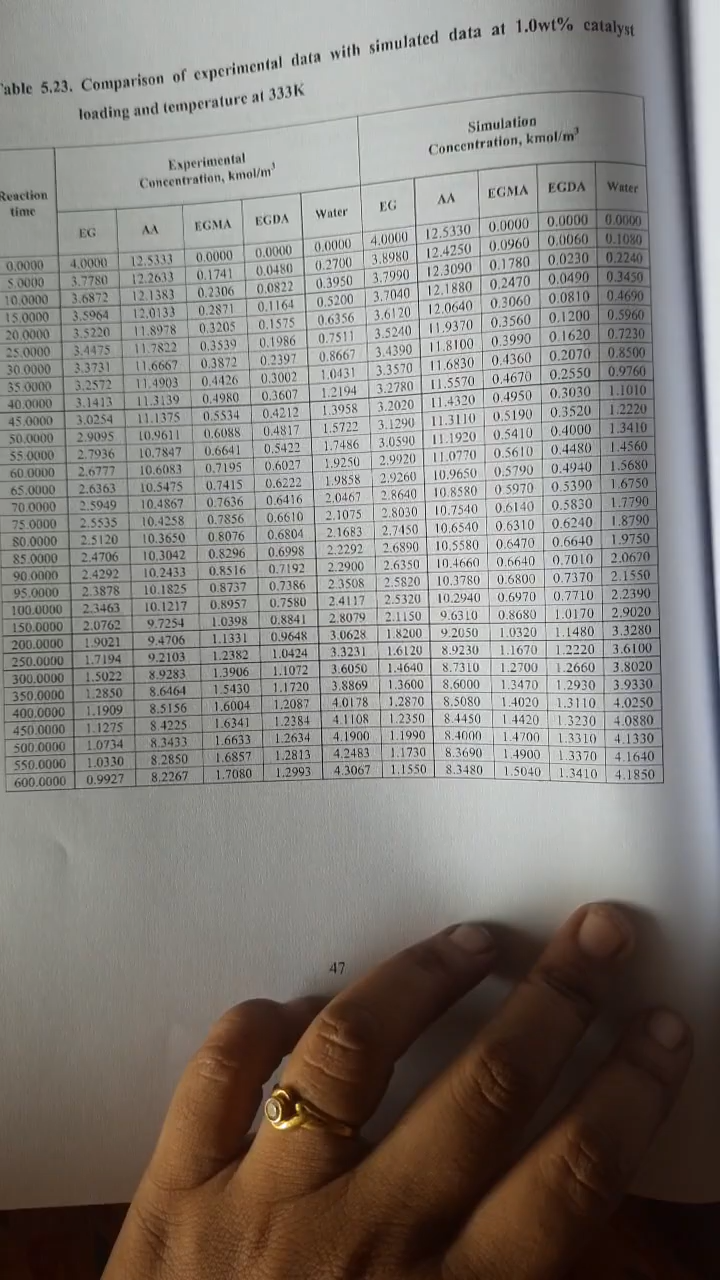 Table 5.23. Comparison of experimental data with simulated data at 1.0wt% catalyst
loading and temperature at 333K
Reaction time Experimental Concentration, kmol/m³ Simulation Concentration, kmol/m³
EG AA EGMA EGDA Water EG AA EGMA EGDA Water
0.0000 4.0000 12.5333 0.0000 0.0000 0.0000 4.0000 12.5330 0.0000 0.0000 0.0000
5.0000 3.7780 12.2633 0.1741 0.0480 0.2700 3.8980 12.4250 0.0960 0.0060 0.1080
10.0000 3.6872 12.1383 0.2306 0.0822 0.3950 3.7990 12.3090 0.1780 0.0230 0.2240
15.0000 3.5964 12.0133 0.2871 0.1164 0.5200 3.7040 12.1880 0.2470 0.0490 0.3450
20.0000 3.5220 11.8978 0.3205 0.1575 0.6356 3.6120 12.0640 0.3060 0.0810 0.4690
25.0000 3.4475 11.7822 0.3539 0.1986 0.7511 3.5240 11.9370 0.3560 0.1200 0.5960
30.0000 3.3731 11.6667 0.3872 0.2397 0.8667 3.4390 11.8100 0.3990 0.1620 0.7230
35.0000 3.2572 11.4903 0.4426 0.3002 1.0431 3.3570 11.6830 0.4360 0.2070 0.8500
40.0000 3.1413 11.3139 0.4980 0.3607 1.2194 3.2780 11.5570 0.4670 0.2550 0.9760
45.0000 3.0254 11.1375 0.5534 0.4212 1.3958 3.2020 11.4320 0.4950 0.3030 1.1010
50.0000 2.9095 10.9611 0.6088 0.4817 1.5722 3.1290 11.3110 0.5190 0.3520 1.2220
55.0000 2.7936 10.7847 0.6641 0.5422 1.7486 3.0590 11.1920 0.5410 0.4000 1.3410
60.0000 2.6777 10.6083 0.7195 0.6027 1.9250 2.9920 11.0770 0.5610 0.4480 1.4560
65.0000 2.6363 10.5475 0.7415 0.6222 1.9858 2.9260 10.9650 0.5790 0.4940 1.5680
70.0000 2.5949 10.4867 0.7636 0.6416 2.0467 2.8640 10.8580 0.5970 0.5390 1.6750
75.0000 2.5535 10.4258 0.7856 0.6610 2.1075 2.8030 10.7540 0.6140 0.5830 1.7790
80.0000 2.5120 10.3650 0.8076 0.6804 2.1683 2.7450 10.6540 0.6310 0.6240 1.8790
85.0000 2.4706 10.3042 0.8296 0.6998 2.2292 2.6890 10.5580 0.6470 0.6640 1.9750
90.0000 2.4292 10.2433 0.8516 0.7192 2.2900 2.6350 10.4660 0.6640 0.7010 2.0670
95.0000 2.3878 10.1825 0.8737 0.7386 2.3508 2.5820 10.3780 0.6800 0.7370 2.1550
100.0000 2.3463 10.1217 0.8957 0.7580 2.4117 2.5320 10.2940 0.6970 0.7710 2.2390
150.0000 2.0762 9.7254 1.0398 0.8841 2.8079 2.1150 9.6310 0.8680 1.0170 2.9020
200.0000 1.9021 9.4706 1.1331 0.9648 3.0628 1.8200 9.2050 1.0320 1.1480 3.3280
250.0000 1.7194 9.2103 1.2382 1.0424 3.3231 1.6120 8.9230 1.1670 1.2220 3.6100
300.0000 1.5022 8.9283 1.3906 1.1072 3.6050 1.4640 8.7310 1.2700 1.2660 3.8020
350.0000 1.2850 8.6464 1.5430 1.1720 3.8869 1.3600 8.6000 1.3470 1.2930 3.9330
400.0000 1.1909 8.5156 1.6004 1.2087 4.0178 1.2870 8.5080 1.4020 1.3110 4.0250
450.0000 1.1275 8.4225 1.6341 1.2384 4.1108 1.2350 8.4450 1.4420 1.3230 4.0880
500.0000 1.0734 8.3433 1.6633 1.2634 4.1900 1.1990 8.4000 1.4700 1.3310 4.1330
550.0000 1.0330 8.2850 1.6857 1.2813 4.2483 1.1730 8.3690 1.4900 1.3370 4.1640
600.0000 0.9927 8.2267 1.7080 1.2993 4.3067 1.1550 8.3480 1.5040 1.3410 4.1850
47